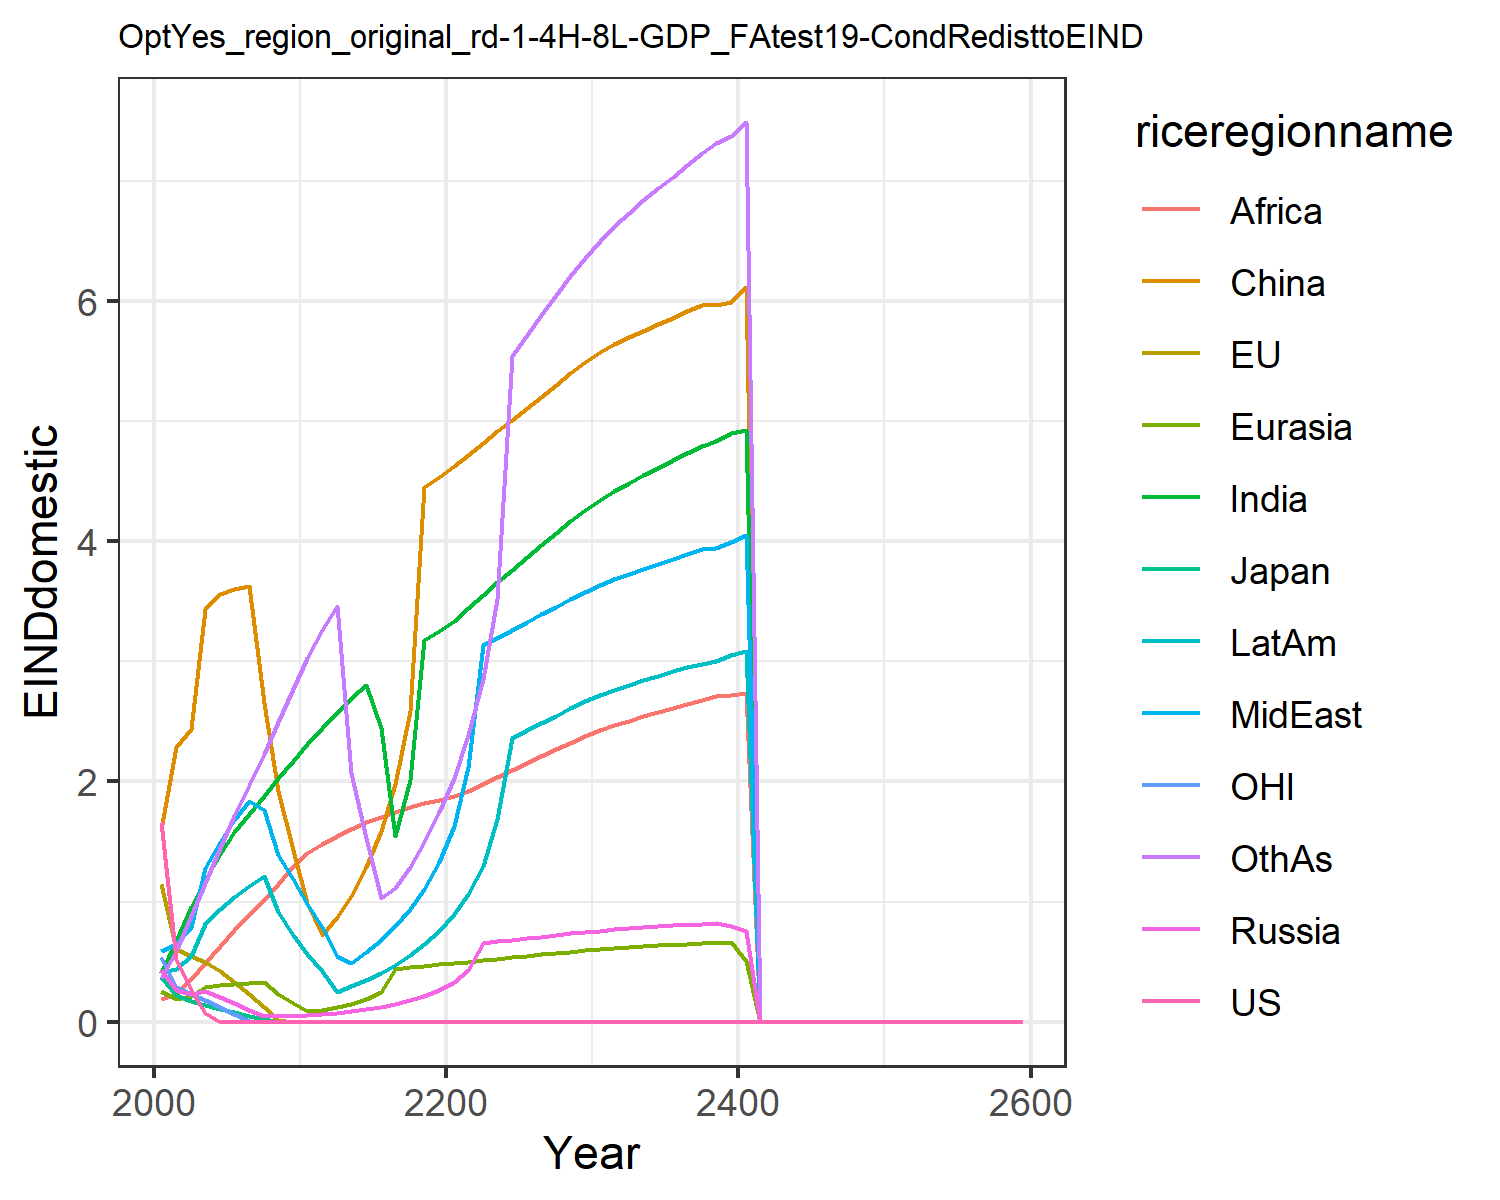 OptYes_region_original_rd-1-4H-8L-GDP_FAtest19-CondRedisttoEIND
EINDdomestic
6
4
2
0
2000 2200 2400 2600
Year
riceregionname
Africa
China
EU
Eurasia
India
Japan
LatAm
MidEast
OHI
OthAs
Russia
US